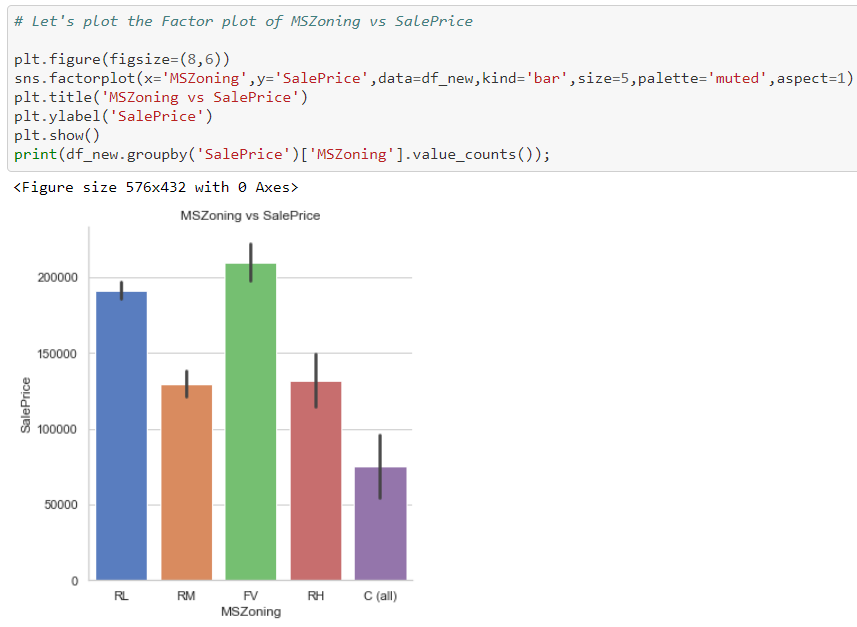 # Let's plot the Factor plot of MSZoning vs SalePrice
plt.figure(figsize=(8,6))
sns.factorplot(x='MSZoning',y='SalePrice',data=df_new,kind='bar',size=5,palette='muted',aspect=1)
plt.title('MSZoning vs SalePrice')
plt.ylabel('SalePrice')
plt.show()
print(df_new.groupby('SalePrice')['MSZoning'].value_counts());
<Figure size 576x432 with 0 Axes>
MSZoning vs SalePrice
200000
150000
100000
50000
0
SalePrice
RL RM FV RH C (all)
MSZoning